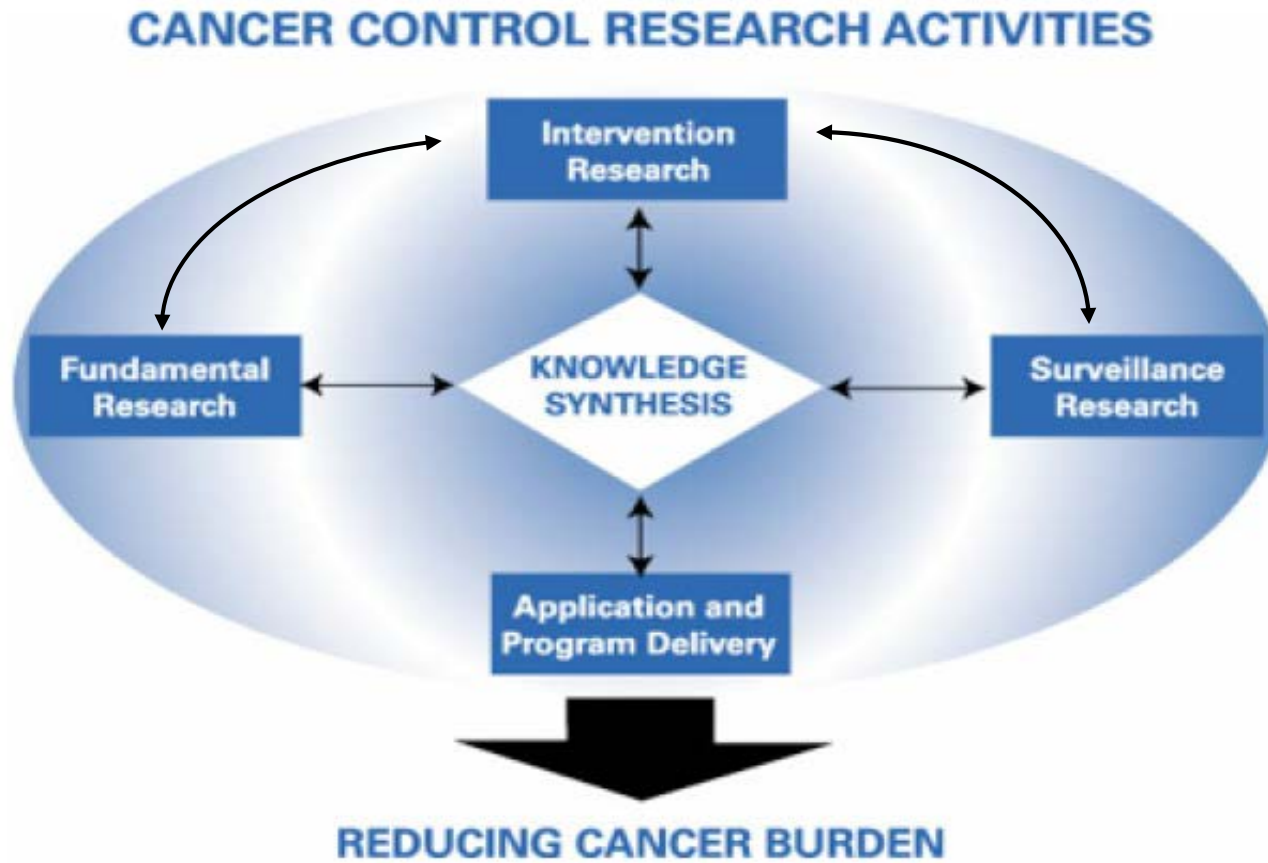 CANCER CONTROL RESEARCH ACTIVITIES
Intervention
Research
Fundamental
Research
KNOWLEDGE
SYNTHESIS
Surveillance
Research
Application and
Program Delivery
REDUCING CANCER BURDEN